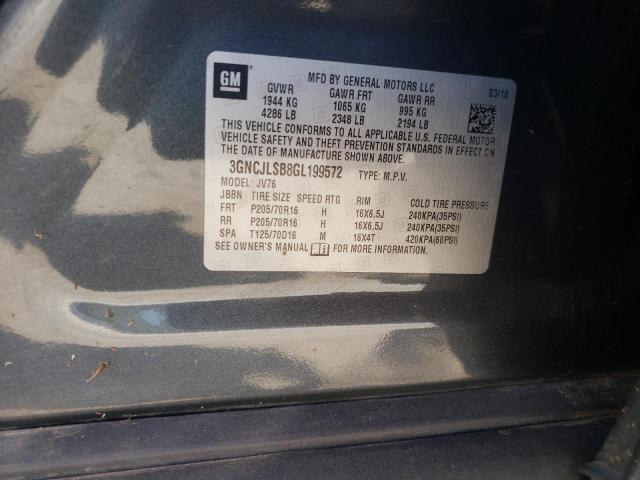 GM
MFD BY GENERAL MOTORS LLC
03/16
GVWR GAWR FRT GAWR RR
1944 KG 1065 KG 995 KG
4286 LB 2348 LB 2194 LB
THIS VEHICLE CONFORMS TO ALL APPLICABLE U.S. FEDERAL MOTOR
VEHICLE SAFETY AND THEFT PREVENTION STANDARDS IN EFFECT ON
THE DATE OF MANUFACTURE SHOWN ABOVE.
3GNCJLSB8GL199572 TYPE: M.P.V.
MODEL: JV76
JBBN TIRE SIZE SPEED RTG RIM COLD TIRE PRESSURE
FRT P205/70R16 H 16X6.5J 240KPA(35PSI)
RR P205/70R16 H 16X6.5J 240KPA(35PSI)
SPA T125/70D16 M 16X4T 420KPA(60PSI)
SEE OWNER'S MANUAL FOR MORE INFORMATION.